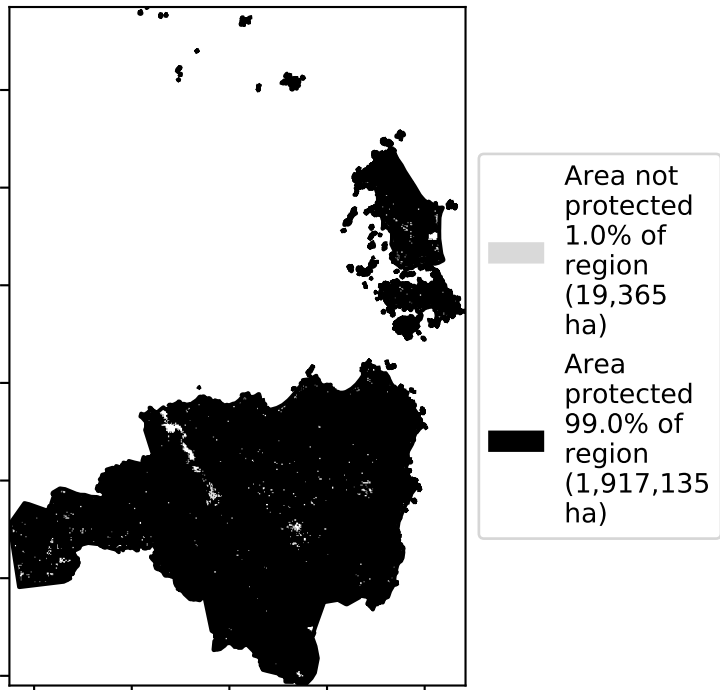 Area not
protected
1.0% of
region
(19,365
ha)
Area
protected
99.0% of
region
(1,917,135
ha)